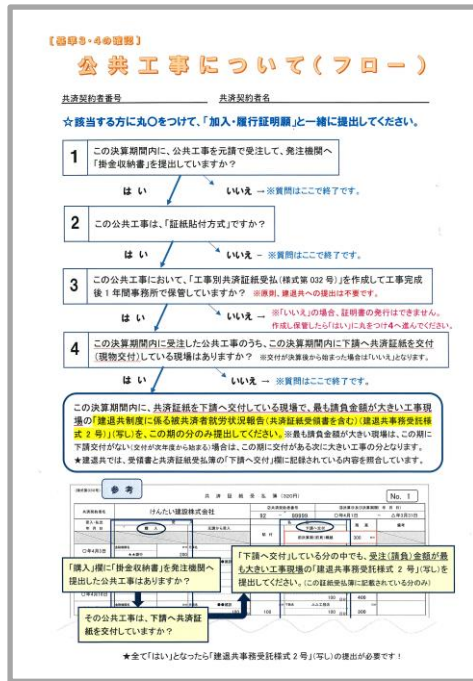 【基準3・4の確認】
公共工事について(フロー)
共済契約者番号 共済契約者名
☆該当する方に丸○をつけて、「加入・履行証明願」と一緒に提出してください。
1 この決算期間内に、公共工事を元請で受注して、発注機関へ
「掛金収納書」を提出していますか?
はい いいえ → ※質問はここで終了です。
2 この公共工事は、「証紙貼付方式」ですか?
はい いいえ − ※質問はここで終了です。
3 この公共工事において、「工事別共済証紙受払(様式第032号)」を作成して工事完成
後1年間事務所で保管していますか? ※原則、建退共への提出は不要です。
はい いいえ → ※「いいえ」の場合、証明書の発行はできません。
作成し保管したら「はい」に丸をつけ4へ進んでください。
4 この決算期間内に受注した公共工事のうち、この決算期間内に下請へ共済証紙を交付
(現物交付)している現場はありますか? ※交付が決算後から始まった場合は「いいえ」となります。
はい いいえ → ※質問はここで終了です。
この決算期間内に、共済証紙を下請へ交付している現場で、最も請負金額が大きい工事現
場の「建退共制度に係る被共済者就労状況報告(共済証紙受領書を含む)(建退共事務受託様
式2号)」(写し)を、この期の分のみ提出してください。※最も請負金額が大きい現場は、この期に
下請交付がない(交付が次年度から始まる)場合は、この期に交付がある次に大きい工事の分となります。
★建退共では、受領書と共済証紙受払簿の「下請へ交付」欄に記録されている内容を照合しています。
参考
共済証紙受払簿(320円)
No. 1
共済契約者名 けんたい建設株式会社
02 - 99999
〇年4月3日
「購入」欄に「掛金収納書」を発注機関へ
提出した公共工事はありますか?
「下請へ交付」している分の中でも、受注(請負)金額が最
も大きい工事現場の「建退共事務受託様式2号」(写し)を
提出してください。(この証紙受払簿に記載されている分のみ)
その公共工事は、下請へ共済証
紙を交付していますか?
★全て「はい」となったら「建退共事務受託様式2号」(写し)の提出が必要です!